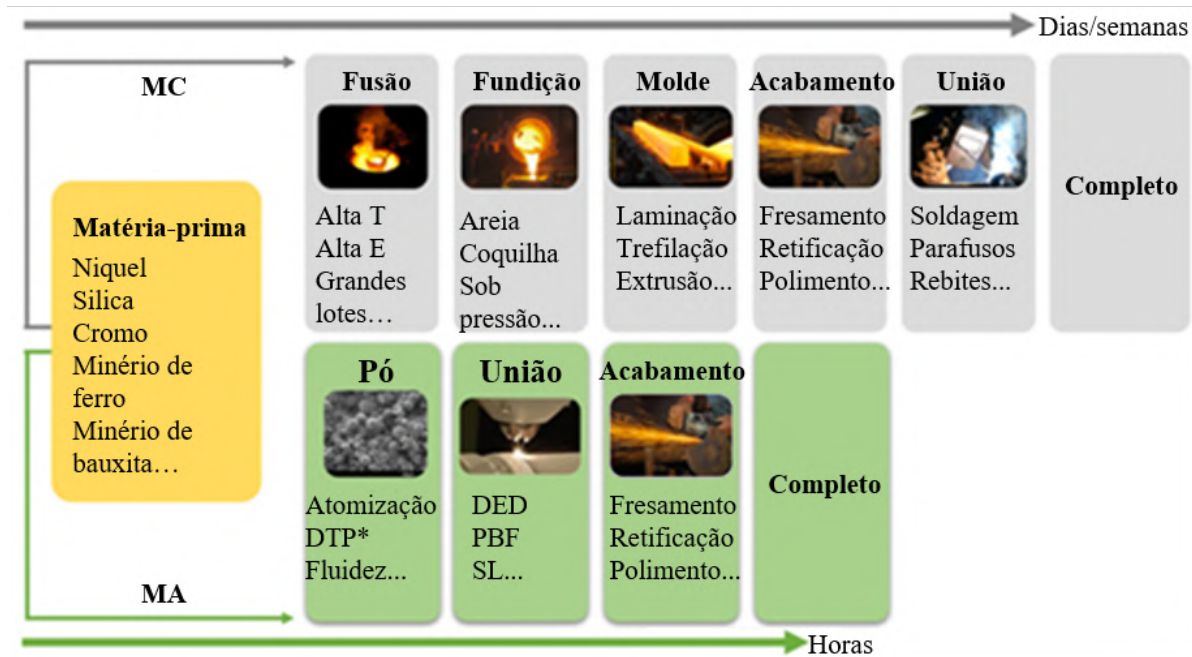 Dias/semanas
MC
Matéria-prima
Niquel
Silica
Cromo
Minério de
ferro
Minério de
bauxita…
Fusão
Alta T
Alta E
Grandes
lotes…
Fundição
Areia
Coquilha
Sob
pressão...
Molde
Laminação
Trefilação
Extrusão...
Acabamento
Fresamento
Retificação
Polimento...
União
Soldagem
Parafusos
Rebites...
Completo
Pó
Atomização
DTP*
Fluidez...
União
DED
PBF
SL...
Acabamento
Fresamento
Retificação
Polimento...
Completo
MA
Horas